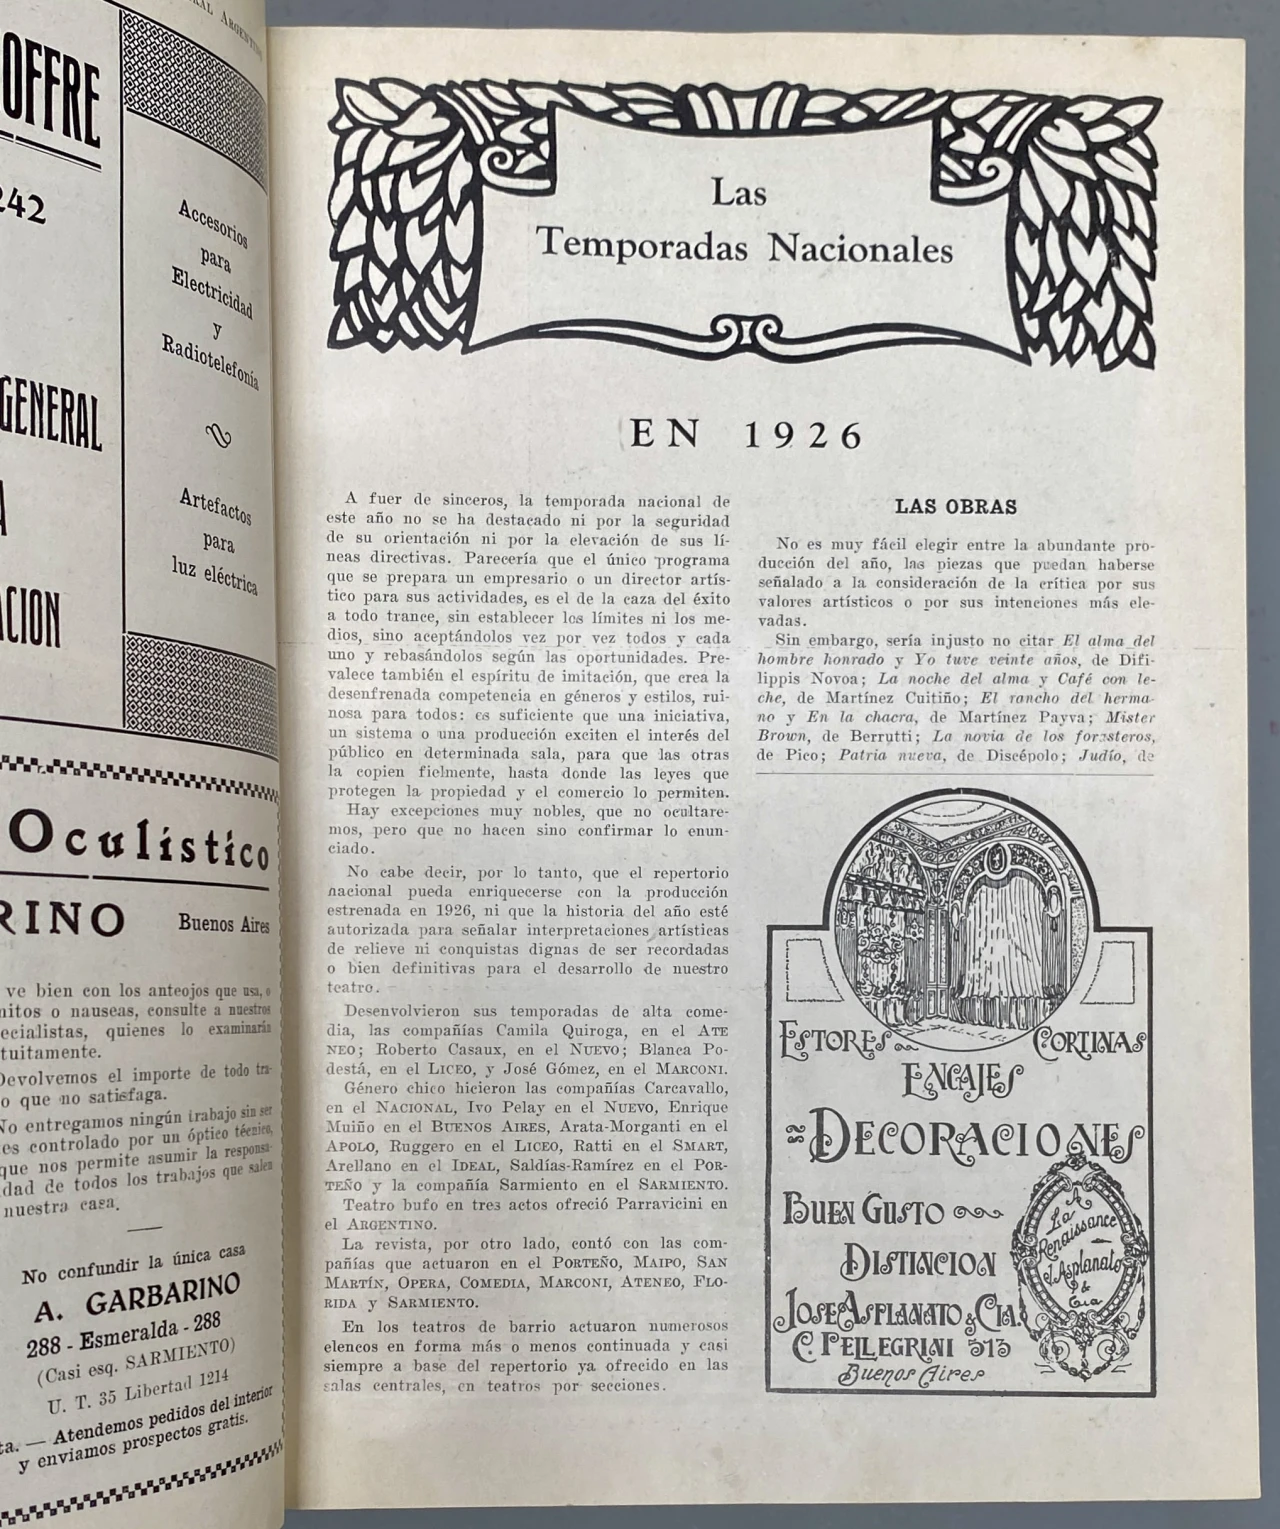 RAL ARGENTINO
OFFRE
242
GENERAL
A
ACION
Accesorios
para
Electricidad
y
Radiotelefonía
Artefactos
para
luz eléctrica
Oculístico
RINO Buenos Aires
ve bien con los anteojos que usa, o
mitos o nauseas, consulte a nuestros
ecialistas, quienes lo examinarán
tuitamente.
Devolvemos el importe de todo tra-
o que no satisfaga.
No entregamos ningún trabajo sin ser
es controlado por un óptico técnico,
que nos permite asumir la responsa-
dad de todos los trabajos que salen
nuestra casa.
No confundir la única casa
A. GARBARINO
288 - Esmeralda - 288
(Casi esq. SARMIENTO)
U. T. 35 Libertad 1214
ta. — Atendemos pedidos del interior
y enviamos prospectos gratis.
Las
Temporadas Nacionales
EN 1926
A fuer de sinceros, la temporada nacional de
este año no se ha destacado ni por la seguridad
de su orientación ni por la elevación de sus lí-
neas directivas. Parecería que el único programa
que se prepara un empresario o un director artís-
tico para sus actividades, es el de la caza del éxito
a todo trance, sin establecer los límites ni los me-
dios, sino aceptándolos vez por vez todos y cada
uno y rebasándolos según las oportunidades. Pre-
valece también el espíritu de imitación, que crea la
desenfrenada competencia en géneros y estilos, rui-
nosa para todos: es suficiente que una iniciativa,
un sistema o una producción exciten el interés del
público en determinada sala, para que las otras
la copien fielmente, hasta donde las leyes que
protegen la propiedad y el comercio lo permiten.
Hay excepciones muy nobles, que no ocultare-
mos, pero que no hacen sino confirmar lo enun-
ciado.
No cabe decir, por lo tanto, que el repertorio
nacional pueda enriquecerse con la producción
estrenada en 1926, ni que la historia del año esté
autorizada para señalar interpretaciones artísticas
de relieve ni conquistas dignas de ser recordadas
o bien definitivas para el desarrollo de nuestro
teatro.
Desenvolvieron sus temporadas de alta come-
dia, las compañías Camila Quiroga, en el ATE
NEO; Roberto Casaux, en el NUEVO; Blanca Po-
destá, en el LICEO, y José Gómez, en el MARCONI.
Género chico hicieron las compañías Carcavallo,
en el NACIONAL, Ivo Pelay en el NUEVO, Enrique
Muiño en el BUENOS AIRES, Arata-Morganti en el
APOLO, Ruggero en el LICEO, Ratti en el SMART,
Arellano en el IDEAL, Saldías-Ramírez en el POR-
TEÑO y la compañía Sarmiento en el SARMIENTO.
Teatro bufo en tres actos ofreció Parravicini en
el ARGENTINO.
La revista, por otro lado, contó con las com-
pañías que actuaron en el PORTEÑO, MAIPO, SAN
MARTÍN, OPERA, COMEDIA, MARCONI, ATENEO, FLO-
RIDA y SARMIENTO.
En los teatros de barrio actuaron numerosos
elencos en forma más o menos continuada y casi
siempre a base del repertorio ya ofrecido en las
salas centrales, en teatros por secciones.
LAS OBRAS
No es muy fácil elegir entre la abundante pro-
ducción del año, las piezas que puedan haberse
señalado a la consideración de la crítica por sus
valores artísticos o por sus intenciones más ele-
vadas.
Sin embargo, sería injusto no citar El alma del
hombre honrado y Yo tuve veinte años, de Difi-
lippis Novoa; La noche del alma y Café con le-
che, de Martínez Cuitiño; El rancho del herma-
no y En la chacra, de Martínez Payva; Mister
Brown, de Berrutti; La novia de los forasteros,
de Pico; Patria nueva, de Discépolo; Judío, de
ESTORES CORTINAS
ENCAJES
DECORACIONES
BUEN GUSTO
DISTINCION
JOSE ASPLANATO & CIA.
C. PELLEGRINI 513
Buenos Aires
A
La
Renaissance
J. Asplanato
&
Cia